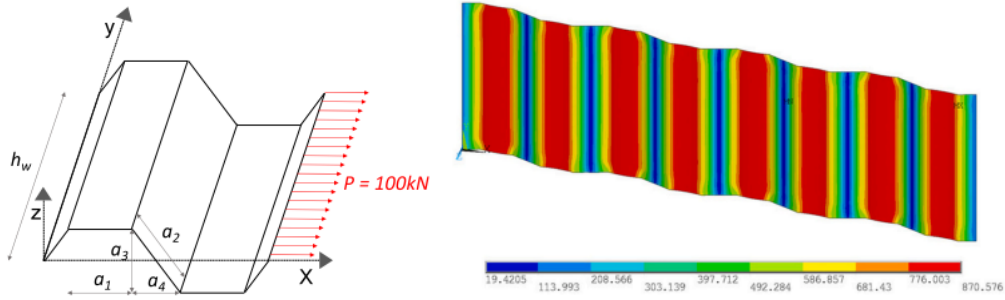 y
h_w
z
P = 100kN
a_2
a_3
X
a_1
a_4
19.4205 208.566 397.712 586.857 776.003
113.993 303.139 492.284 681.43 870.576